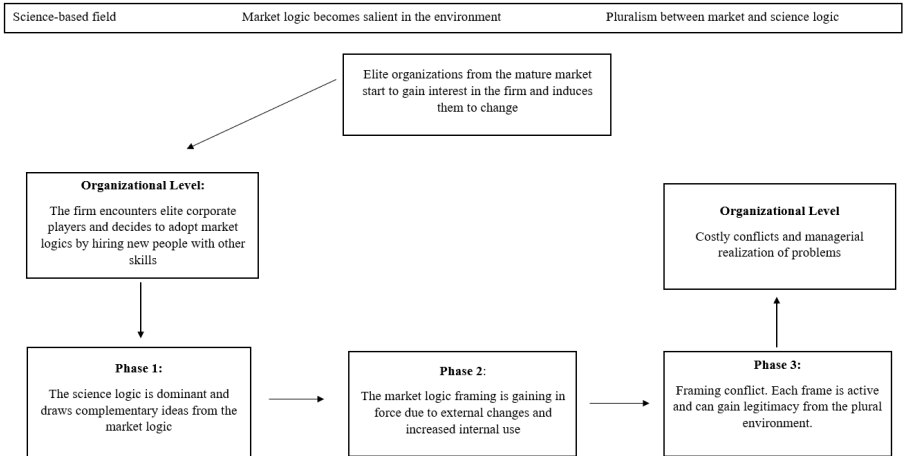 Science-based field
Market logic becomes salient in the environment
Pluralism between market and science logic
Elite organizations from the mature market
start to gain interest in the firm and induces
them to change
Organizational Level:
The firm encounters elite corporate
players and decides to adopt market
logics by hiring new people with other
skills
Organizational Level
Costly conflicts and managerial
realization of problems
Phase 1:
The science logic is dominant and
draws complementary ideas from the
market logic
Phase 2:
The market logic framing is gaining in
force due to external changes and
increased internal use
Phase 3:
Framing conflict. Each frame is active
and can gain legitimacy from the plural
environment.